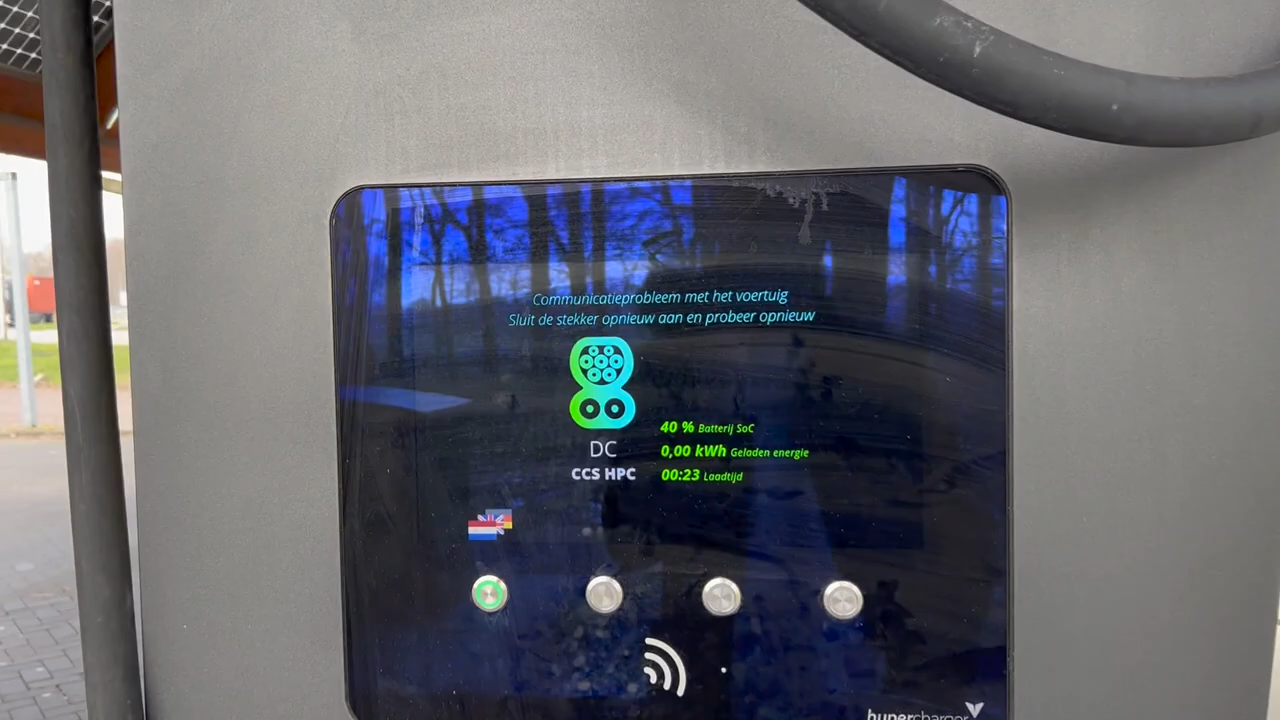 Communicatieprobleem met het voertuig
Sluit de stekker opnieuw aan en probeer opnieuw
40 % Batterij SoC
DC
0,00 kWh Geladen energie
CCS HPC
00:23 Laadtijd
hypercharger